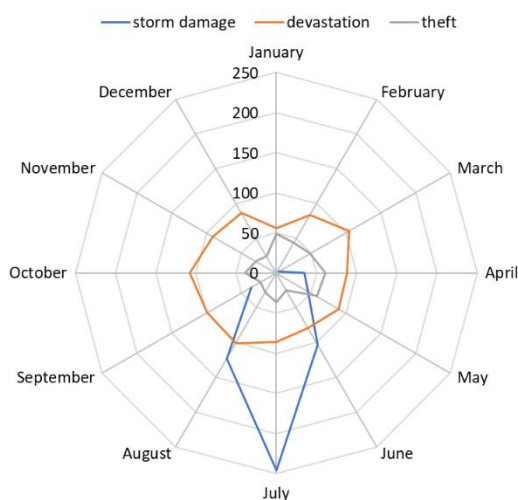 storm damage devastation theft
January
250
December February
200
150
November March
100
50
October 0 April
September May
August June
July